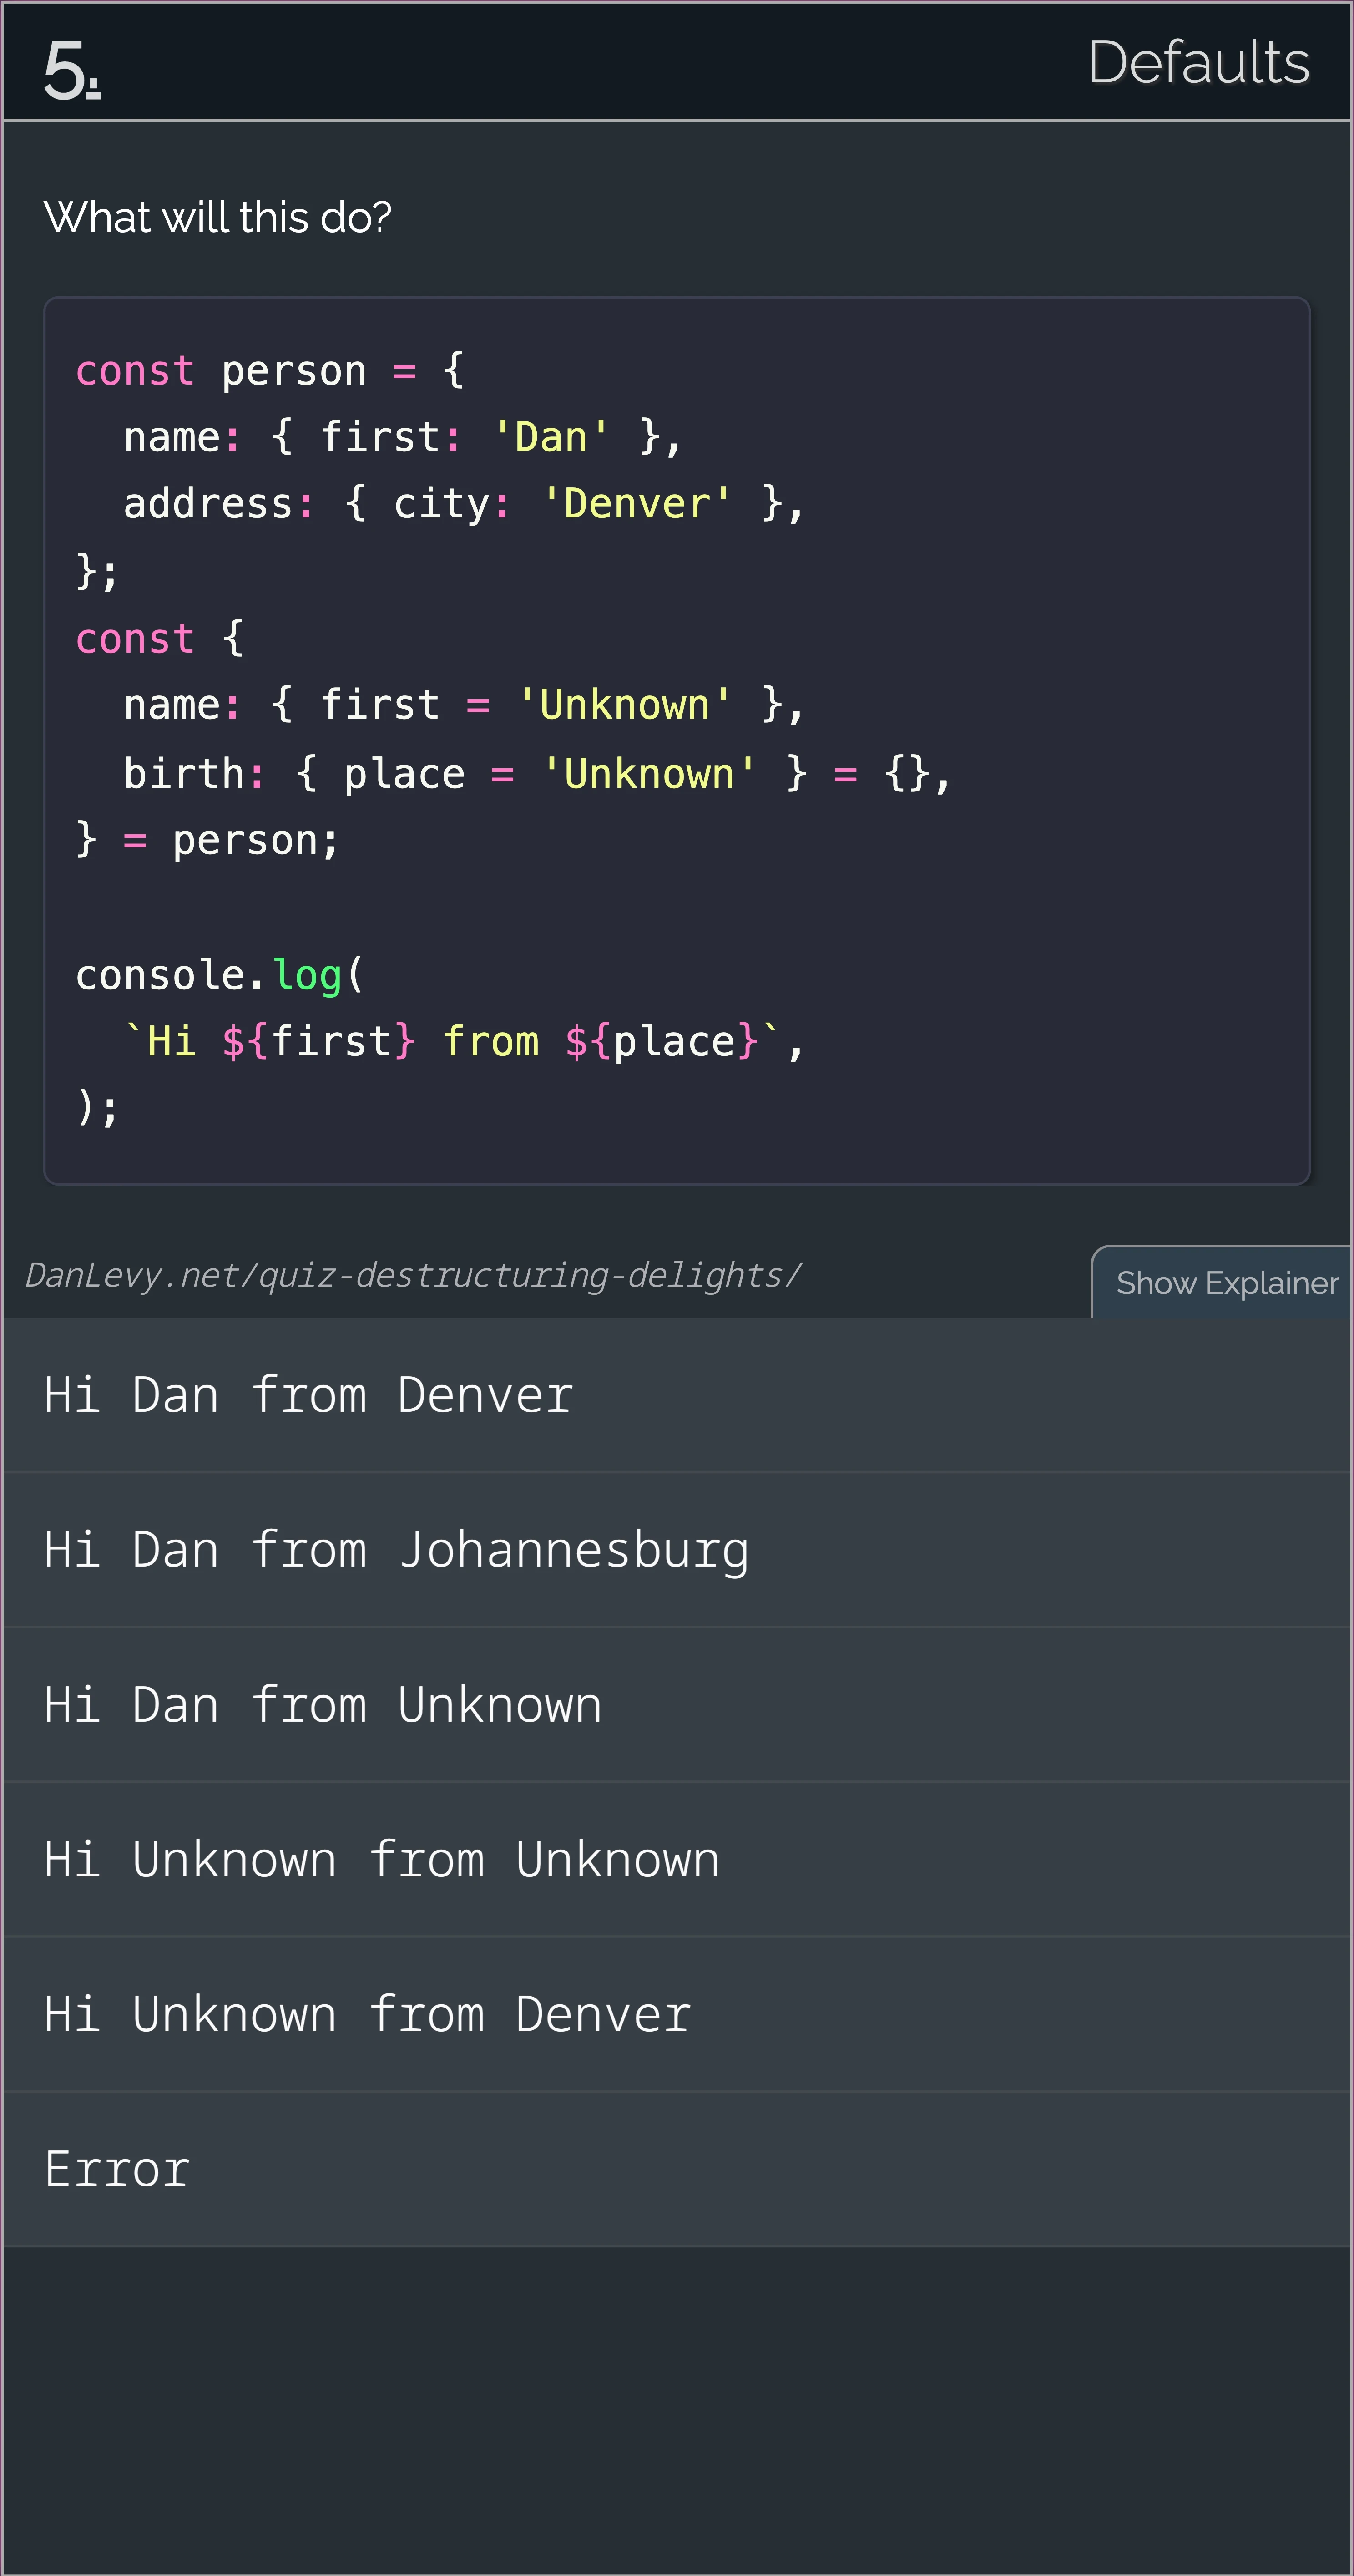 5.
Defaults
What will this do?
const person = {
  name: { first: 'Dan' },
  address: { city: 'Denver' },
};
const {
  name: { first = 'Unknown' },
  birth: { place = 'Unknown' } = {},
} = person;

console.log(
  `Hi ${first} from ${place}`,
);
DanLevy.net/quiz-destructuring-delights/
Show Explainer
Hi Dan from Denver
Hi Dan from Johannesburg
Hi Dan from Unknown
Hi Unknown from Unknown
Hi Unknown from Denver
Error